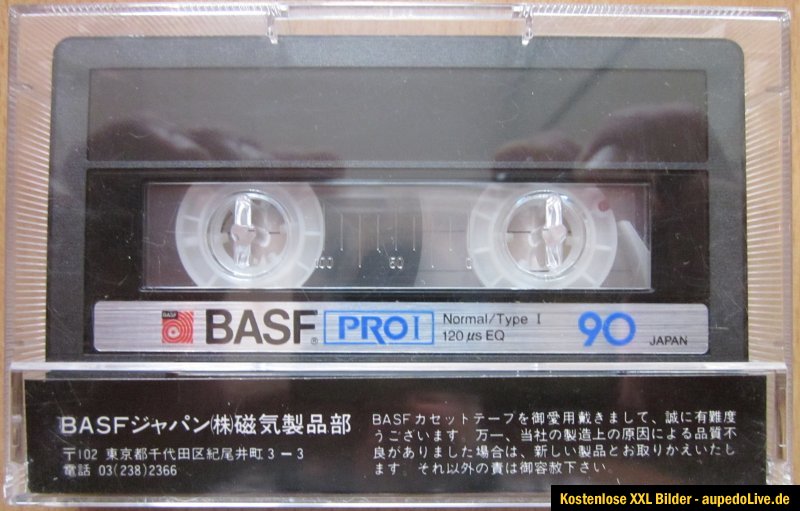 100 50 0
BASF
BASF® PRO I Normal/Type I 90 JAPAN
120 μs EQ
BASFジャパン(株)磁気製品部
〒102 東京都千代田区紀尾井町3-3
電話 03(238)2366
BASFカセットテープを御愛用戴きまして、誠に有難度
うございます。万一、当社の製造上の原因による品質不
良がありました場合は、新しい製品とお取りかえいたし
ます。それ以外の責は御容赦下さい。
Kostenlose XXL Bilder - aupedoLive.de